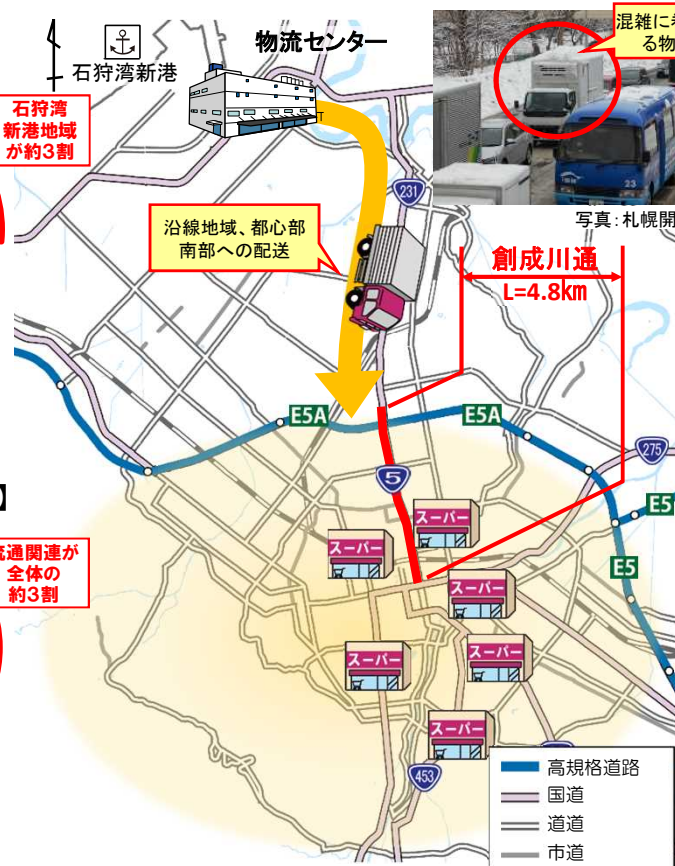 物流センター
石狩湾新港
石狩湾
新港地域
が約3割
混雑に
る物
23
写真：札幌開
231
沿線地域、都心部
南部への配送
創成川通
L=4.8km
E5A
E5A
5
275
E5
E5
】
流通関連が
全体の
約3割
スーパー
スーパー
スーパー
スーパー
スーパー
スーパー
453
高規格道路
国道
道道
市道